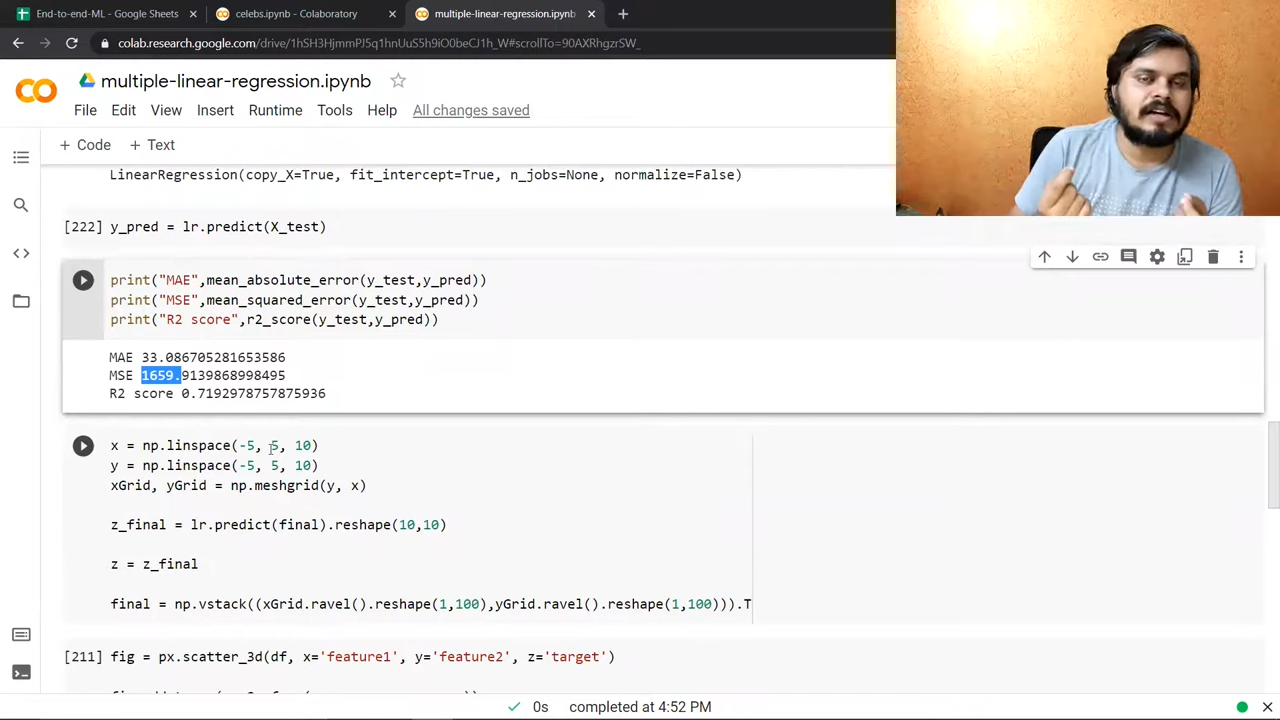 End-to-end-ML - Google Sheets
celebs.ipynb - Colaboratory
multiple-linear-regression.ipynb
colab.research.google.com/drive/1hSH3HjmmPJ5q1hnUuS5h9iO0beCJ1h_W#scrollTo=90AXRhgzrSW_
CO
multiple-linear-regression.ipynb
File Edit View Insert Runtime Tools Help All changes saved
+ Code + Text
LinearRegression(copy_X=True, fit_intercept=True, n_jobs=None, normalize=False)
[222] y_pred = lr.predict(X_test)
print("MAE",mean_absolute_error(y_test,y_pred))
print("MSE",mean_squared_error(y_test,y_pred))
print("R2 score",r2_score(y_test,y_pred))
MAE 33.086705281653586
MSE 1659.9139868998495
R2 score 0.7192978757875936
x = np.linspace(-5, 5, 10)
y = np.linspace(-5, 5, 10)
xGrid, yGrid = np.meshgrid(y, x)
z_final = lr.predict(final).reshape(10,10)
z = z_final
final = np.vstack((xGrid.ravel().reshape(1,100),yGrid.ravel().reshape(1,100))).T
[211] fig = px.scatter_3d(df, x='feature1', y='feature2', z='target')
0s completed at 4:52 PM